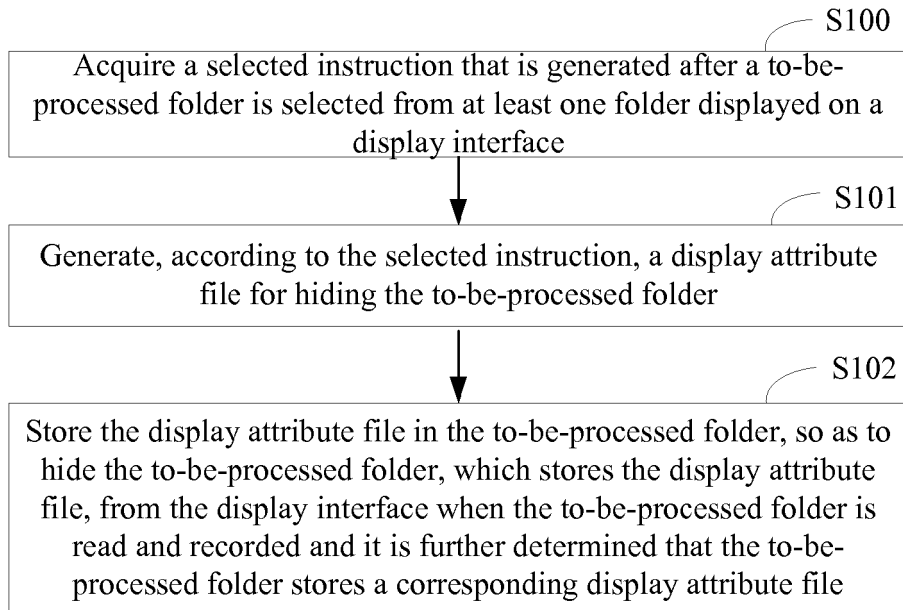 S100
Acquire a selected instruction that is generated after a to-be-
processed folder is selected from at least one folder displayed on a
display interface
S101
Generate, according to the selected instruction, a display attribute
file for hiding the to-be-processed folder
S102
Store the display attribute file in the to-be-processed folder, so as to
hide the to-be-processed folder, which stores the display attribute
file, from the display interface when the to-be-processed folder is
read and recorded and it is further determined that the to-be-
processed folder stores a corresponding display attribute file